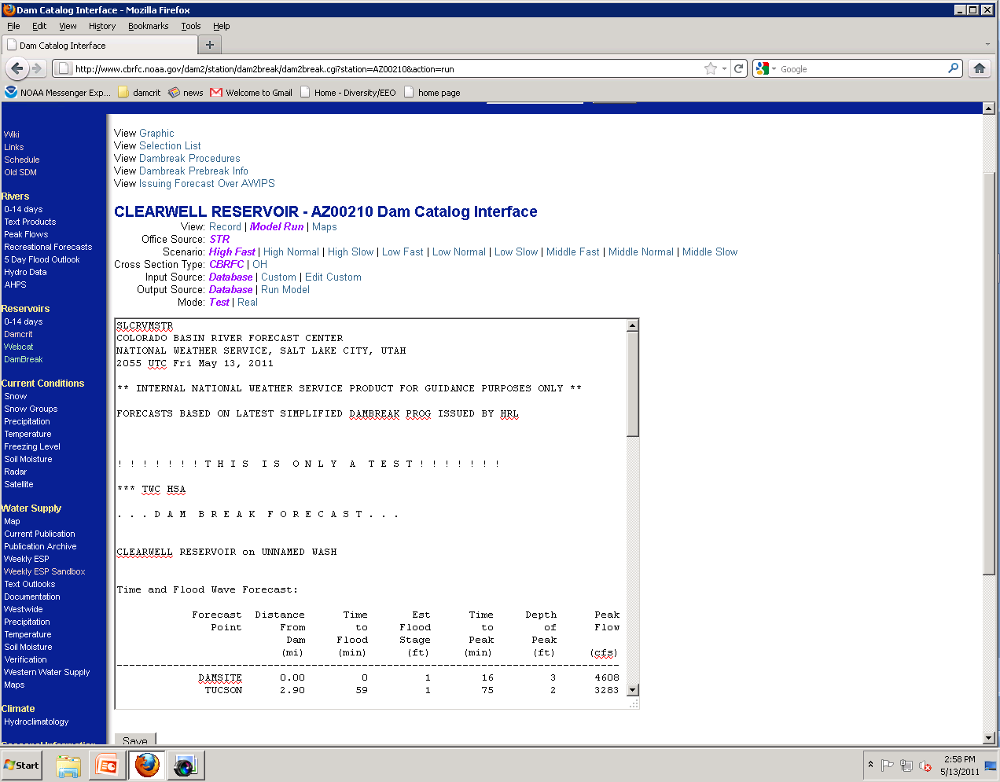 Dam Catalog Interface - Mozilla Firefox
File Edit View History Bookmarks Tools Help
Dam Catalog Interface
http://www.cbrfc.noaa.gov/dam2/station/dam2break/dam2break.cgi?station=AZ00210&action=run
Google
NOAA Messenger Exp... damcrit news Welcome to Gmail Home - Diversity/EEO home page
Wiki
Links
Schedule
Old SDM
Rivers
0-14 days
Text Products
Peak Flows
Recreational Forecasts
5 Day Flood Outlook
Hydro Data
AHPS
Reservoirs
0-14 days
Damcrit
Webcat
DamBreak
Current Conditions
Snow
Snow Groups
Precipitation
Temperature
Freezing Level
Soil Moisture
Radar
Satellite
Water Supply
Map
Current Publication
Publication Archive
Weekly ESP
Weekly ESP Sandbox
Text Outlooks
Documentation
Westwide
Precipitation
Temperature
Soil Moisture
Verification
Western Water Supply
Maps
Climate
Hydroclimatology
Seasonal Information
View Graphic
View Selection List
View Dambreak Procedures
View Dambreak Prebreak Info
View Issuing Forecast Over AWIPS
CLEARWELL RESERVOIR - AZ00210 Dam Catalog Interface
View: Record | Model Run | Maps
Office Source: STR
Scenario: High Fast | High Normal | High Slow | Low Fast | Low Normal | Low Slow | Middle Fast | Middle Normal | Middle Slow
Cross Section Type: CBRFC | OH
Input Source: Database | Custom | Edit Custom
Output Source: Database | Run Model
Mode: Test | Real
SLCRVMSTR
COLORADO BASIN RIVER FORECAST CENTER
NATIONAL WEATHER SERVICE, SALT LAKE CITY, UTAH
2055 UTC Fri May 13, 2011
** INTERNAL NATIONAL WEATHER SERVICE PRODUCT FOR GUIDANCE PURPOSES ONLY **
FORECASTS BASED ON LATEST SIMPLIFIED DAMBREAK PROG ISSUED BY HRL
! ! ! ! ! ! ! T H I S   I S   O N L Y   A   T E S T ! ! ! ! ! ! !
*** TWC HSA
. . . D A M   B R E A K   F O R E C A S T . . .
CLEARWELL RESERVOIR on UNNAMED WASH
Time and Flood Wave Forecast:
Forecast Distance Time Est Time Depth Peak
Point From to Flood to of Flow
Dam Flood Stage Peak Peak
(mi) (min) (ft) (min) (ft) (cfs)
--------------------------------------------------------------------------------
DAMSITE 0.00 0 1 16 3 4608
TUCSON 2.90 59 1 75 2 3283
Save
Start
2:58 PM
5/13/2011